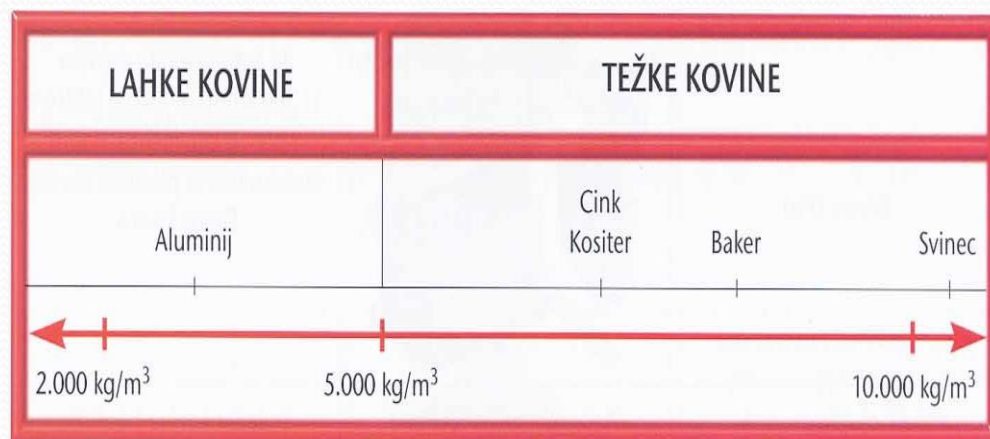 LAHKE KOVINE
TEŽKE KOVINE
Aluminij
Cink
Kositer
Baker
Svinec
2.000 kg/m³
5.000 kg/m³
10.000 kg/m³